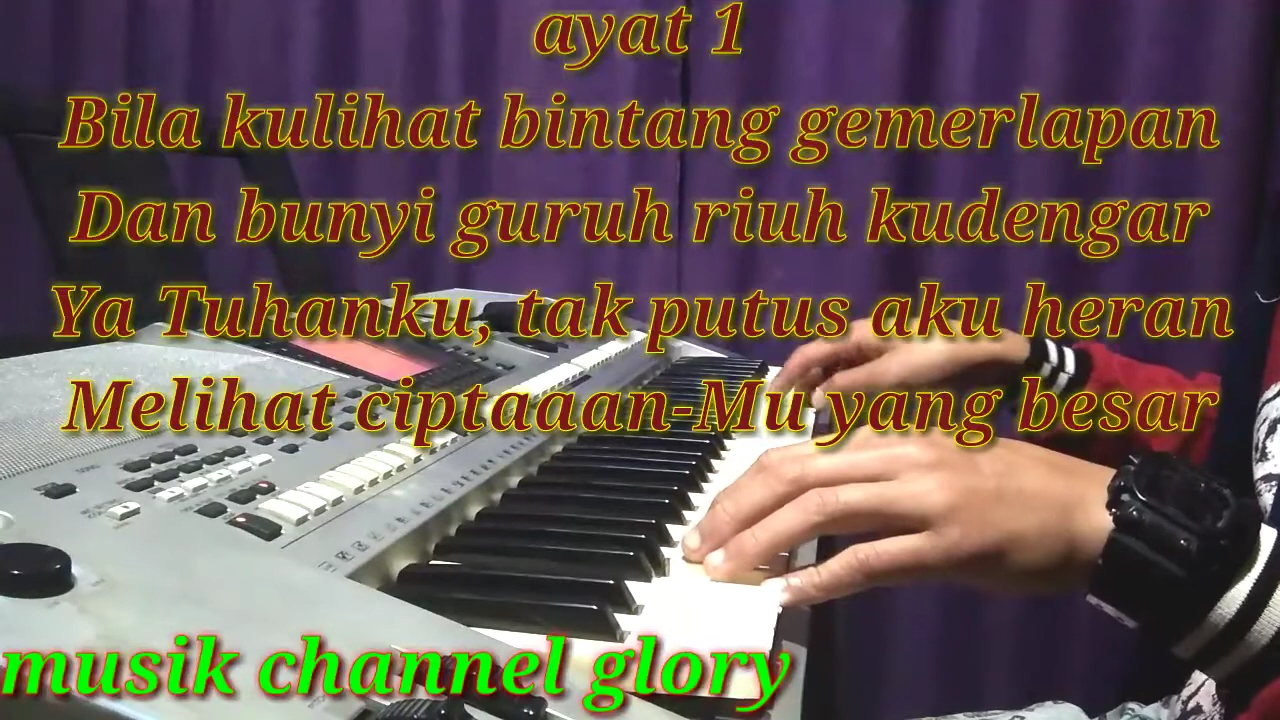 ayat 1
Bila kulihat bintang gemerlapan
Dan bunyi guruh riuh kudengar
Ya Tuhanku, tak putus aku heran
Melihat ciptaaan-Mu yang besar
musik channel glory